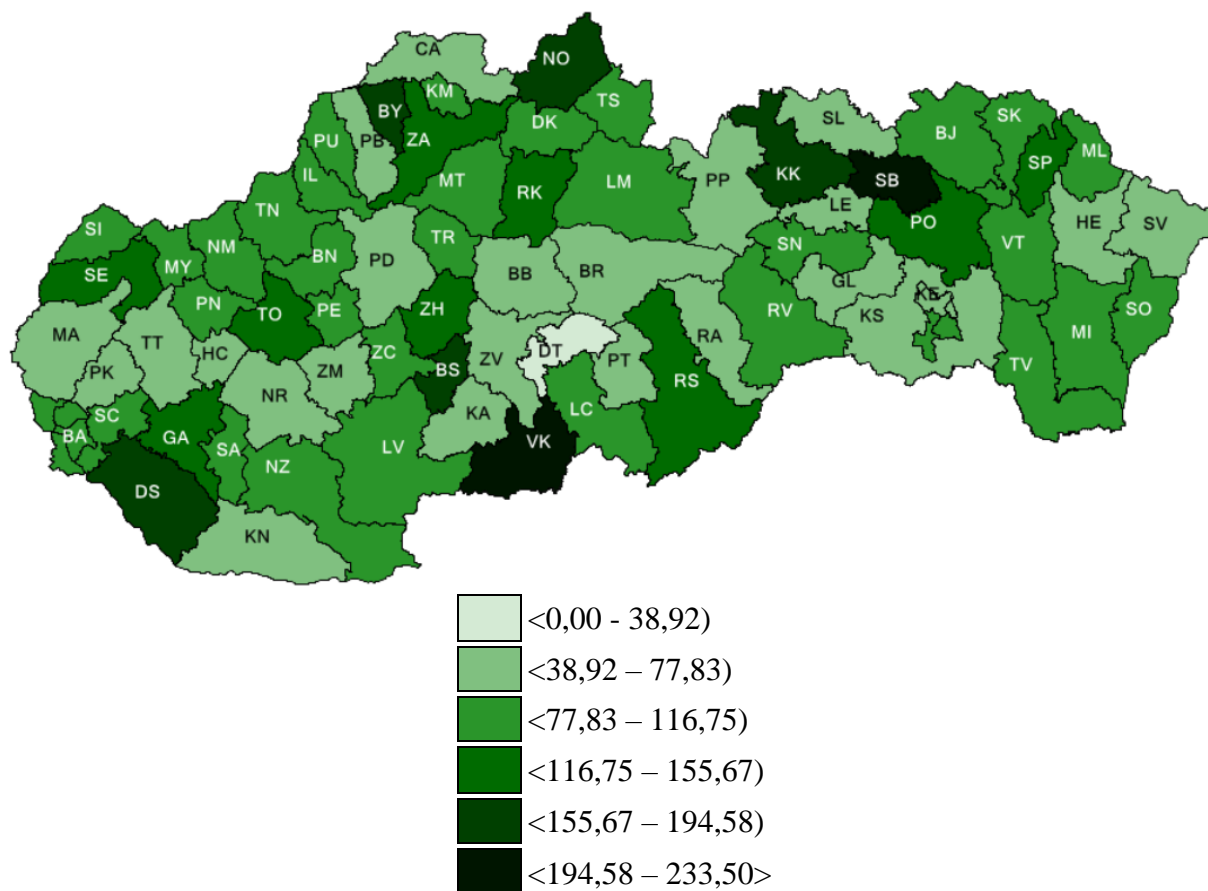 CA
NO
KM
TS
BY
PU
PB
ZA
DK
SL
BJ
SK
ML
SP
IL
MT
RK
LM
PP
KK
SB
LE
PO
HE
SV
TN
SI
NM
BN
TR
PD
BB
BR
SN
VT
SE
MY
PN
TO
PE
ZH
GL
KE
RV
KS
SO
MA
TT
HC
ZM
ZC
ZV
DT
PT
RA
MI
PK
NR
BS
RS
TV
SC
BA
GA
SA
NZ
LV
KA
VK
LC
DS
KN
<0,00 - 38,92)
<38,92 – 77,83)
<77,83 – 116,75)
<116,75 – 155,67)
<155,67 – 194,58)
<194,58 – 233,50>